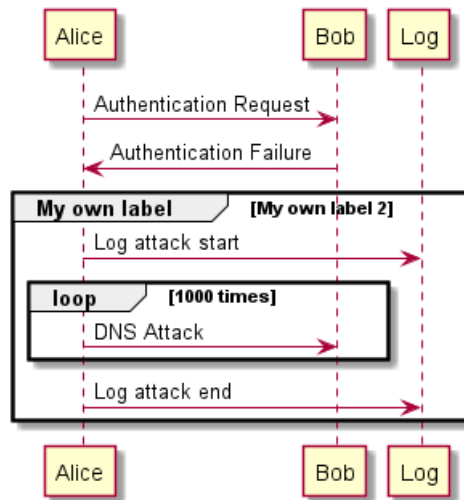 Alice Bob Log
Authentication Request
Authentication Failure
My own label [My own label 2]
Log attack start
loop [1000 times]
DNS Attack
Log attack end
Alice Bob Log